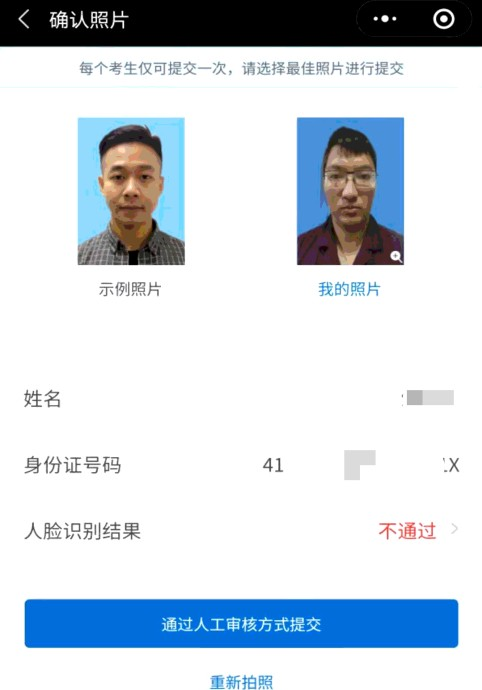 确认照片
每个考生仅可提交一次，请选择最佳照片进行提交
示例照片
我的照片
姓名
身份证号码 41 X
人脸识别结果 不通过
通过人工审核方式提交
重新拍照